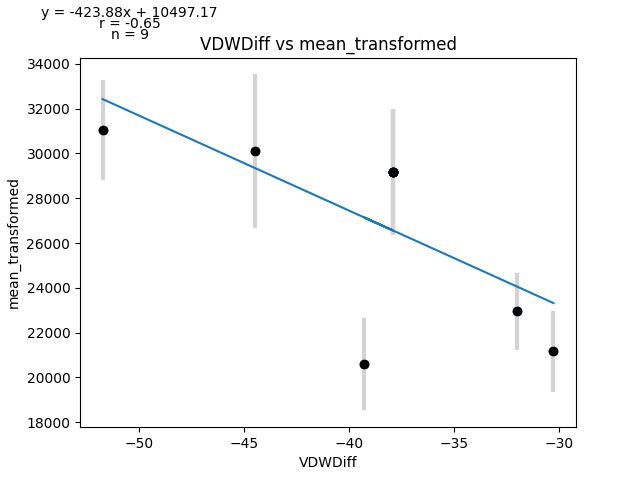 y = -423.88x + 10497.17
r = -0.65
n = 9
VDWDiff vs mean_transformed
34000
32000
30000
28000
26000
24000
22000
20000
18000
mean_transformed
−50 −45 −40 −35 −30
VDWDiff